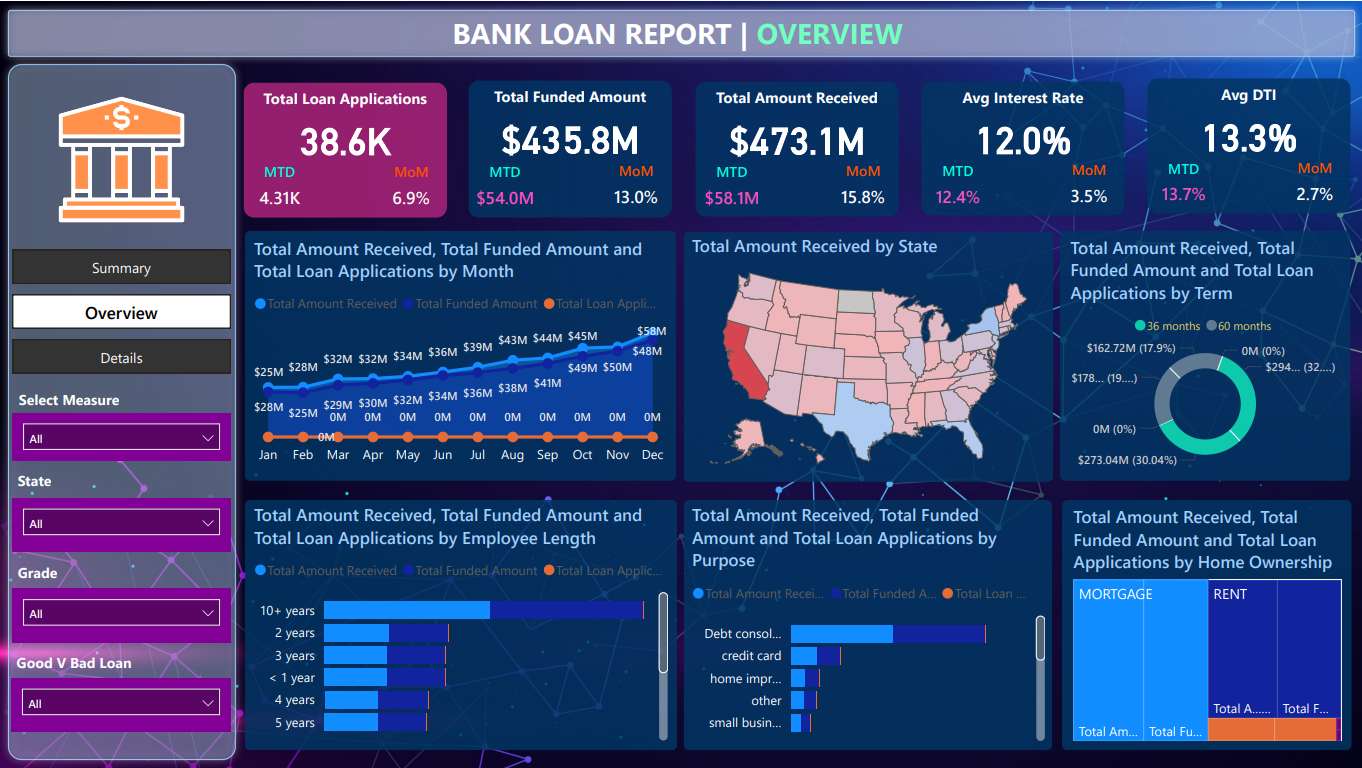 BANK LOAN REPORT | OVERVIEW
Total Loan Applications
38.6K
MTD MoM
4.31K 6.9%
Total Funded Amount
$435.8M
MTD MoM
$54.0M 13.0%
Total Amount Received
$473.1M
MTD MoM
$58.1M 15.8%
Avg Interest Rate
12.0%
MTD MoM
12.4% 3.5%
Avg DTI
13.3%
MTD MoM
13.7% 2.7%
$
Summary
Overview
Details
Select Measure
All
State
All
Grade
All
Good V Bad Loan
All
Total Amount Received, Total Funded Amount and
Total Loan Applications by Month
Total Amount Received Total Funded Amount Total Loan Appli...
$25M $28M $32M $32M $34M $36M $39M $43M $44M $45M $58M
$28M $25M $29M $30M $32M $34M $36M $38M $41M $49M $50M $48M
0M 0M 0M 0M 0M 0M 0M 0M 0M 0M
0M
Jan Feb Mar Apr May Jun Jul Aug Sep Oct Nov Dec
Total Amount Received by State
Total Amount Received, Total
Funded Amount and Total Loan
Applications by Term
36 months 60 months
$162.72M (17.9%) 0M (0%)
$178... (19....) $294... (32....)
0M (0%)
$273.04M (30.04%)
Total Amount Received, Total Funded Amount and
Total Loan Applications by Employee Length
Total Amount Received Total Funded Amount Total Loan Applic...
10+ years
2 years
3 years
< 1 year
4 years
5 years
Total Amount Received, Total Funded
Amount and Total Loan Applications by
Purpose
Total Amount Recei... Total Funded A... Total Loan ...
Debt consol...
credit card
home impr...
other
small busin...
Total Amount Received, Total
Funded Amount and Total Loan
Applications by Home Ownership
MORTGAGE RENT
Total A...... Total F...
Total Am... Total Fu...